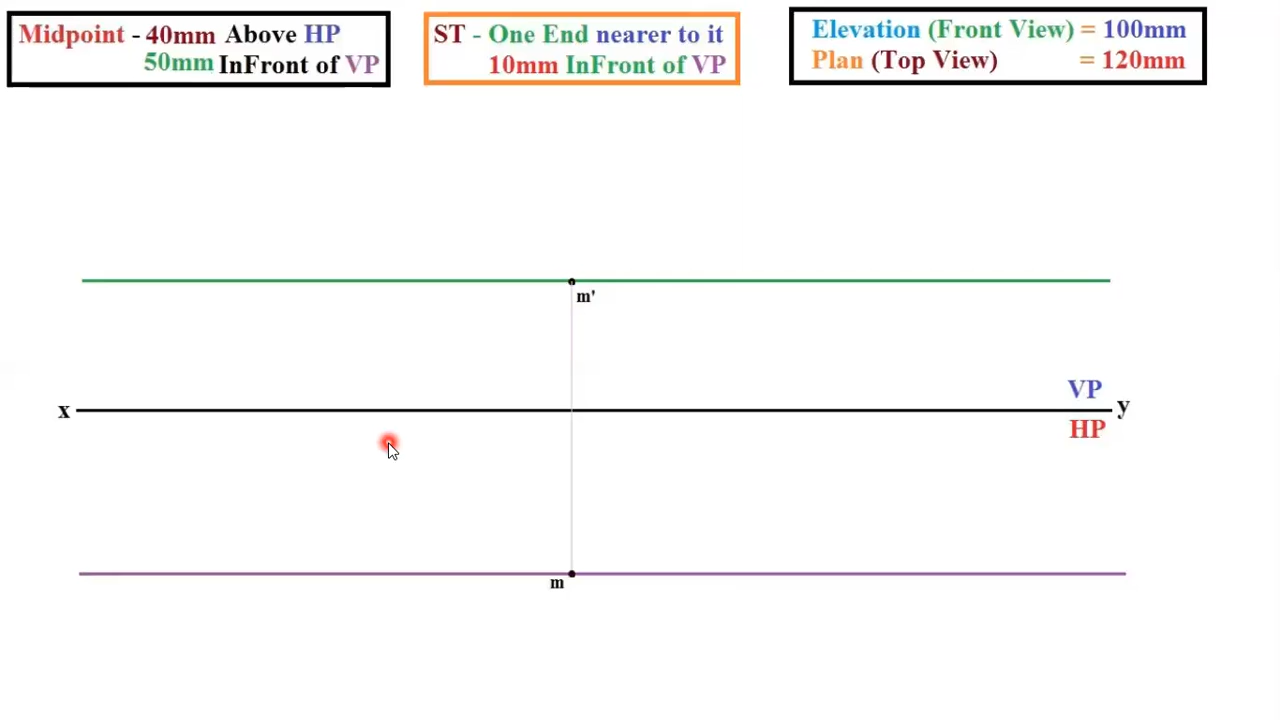 Midpoint - 40mm Above HP
50mm InFront of VP
ST - One End nearer to it
10mm InFront of VP
Elevation (Front View) = 100mm
Plan (Top View) = 120mm
m'
VP
x
y
HP
m